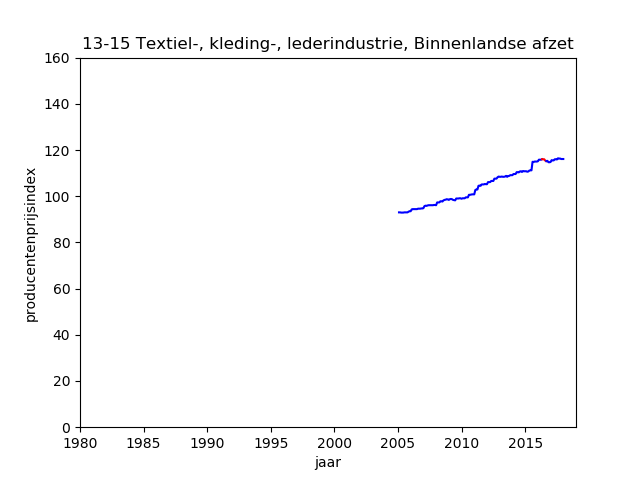 13-15 Textiel-, kleding-, lederindustrie, Binnenlandse afzet
160
140
120
100
80
60
40
20
0
producentenprijsindex
1980 1985 1990 1995 2000 2005 2010 2015
jaar